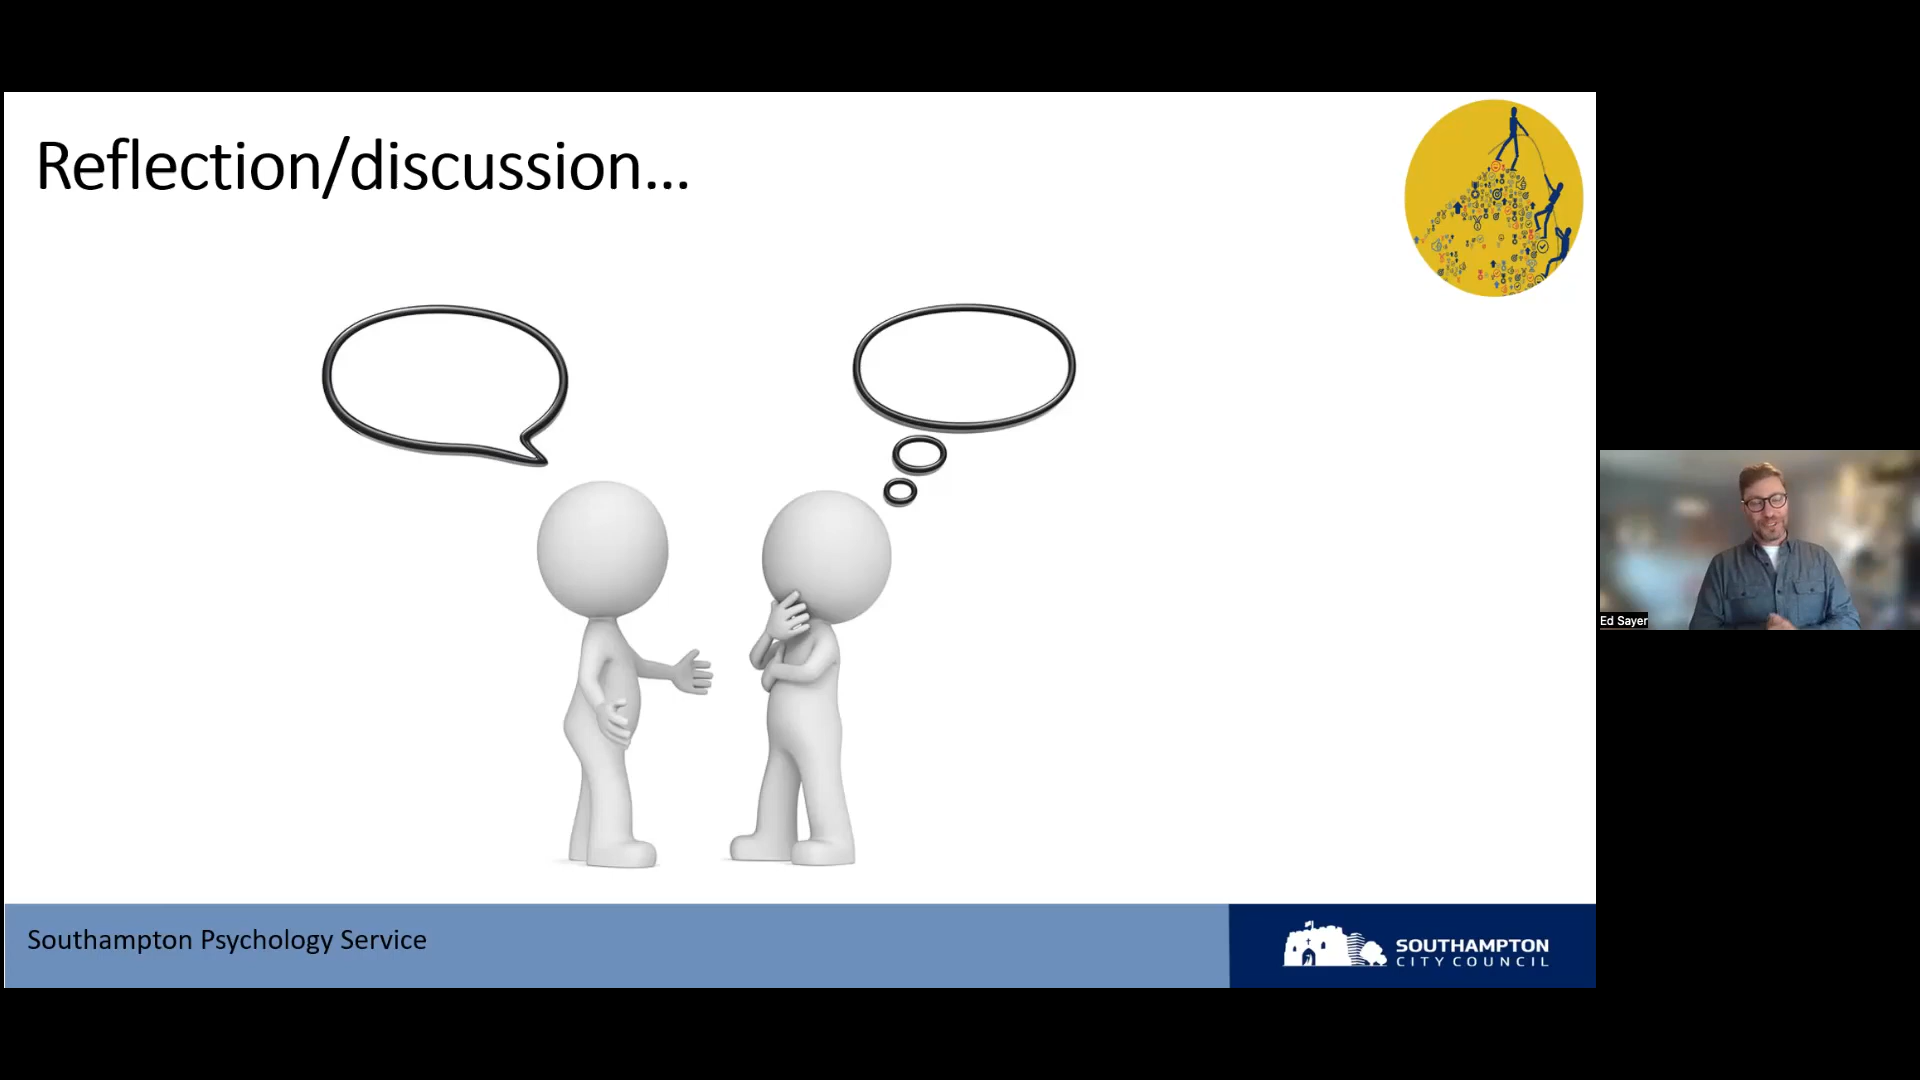 Reflection/discussion...
Ed Sayer
Southampton Psychology Service
SOUTHAMPTON
CITY COUNCIL